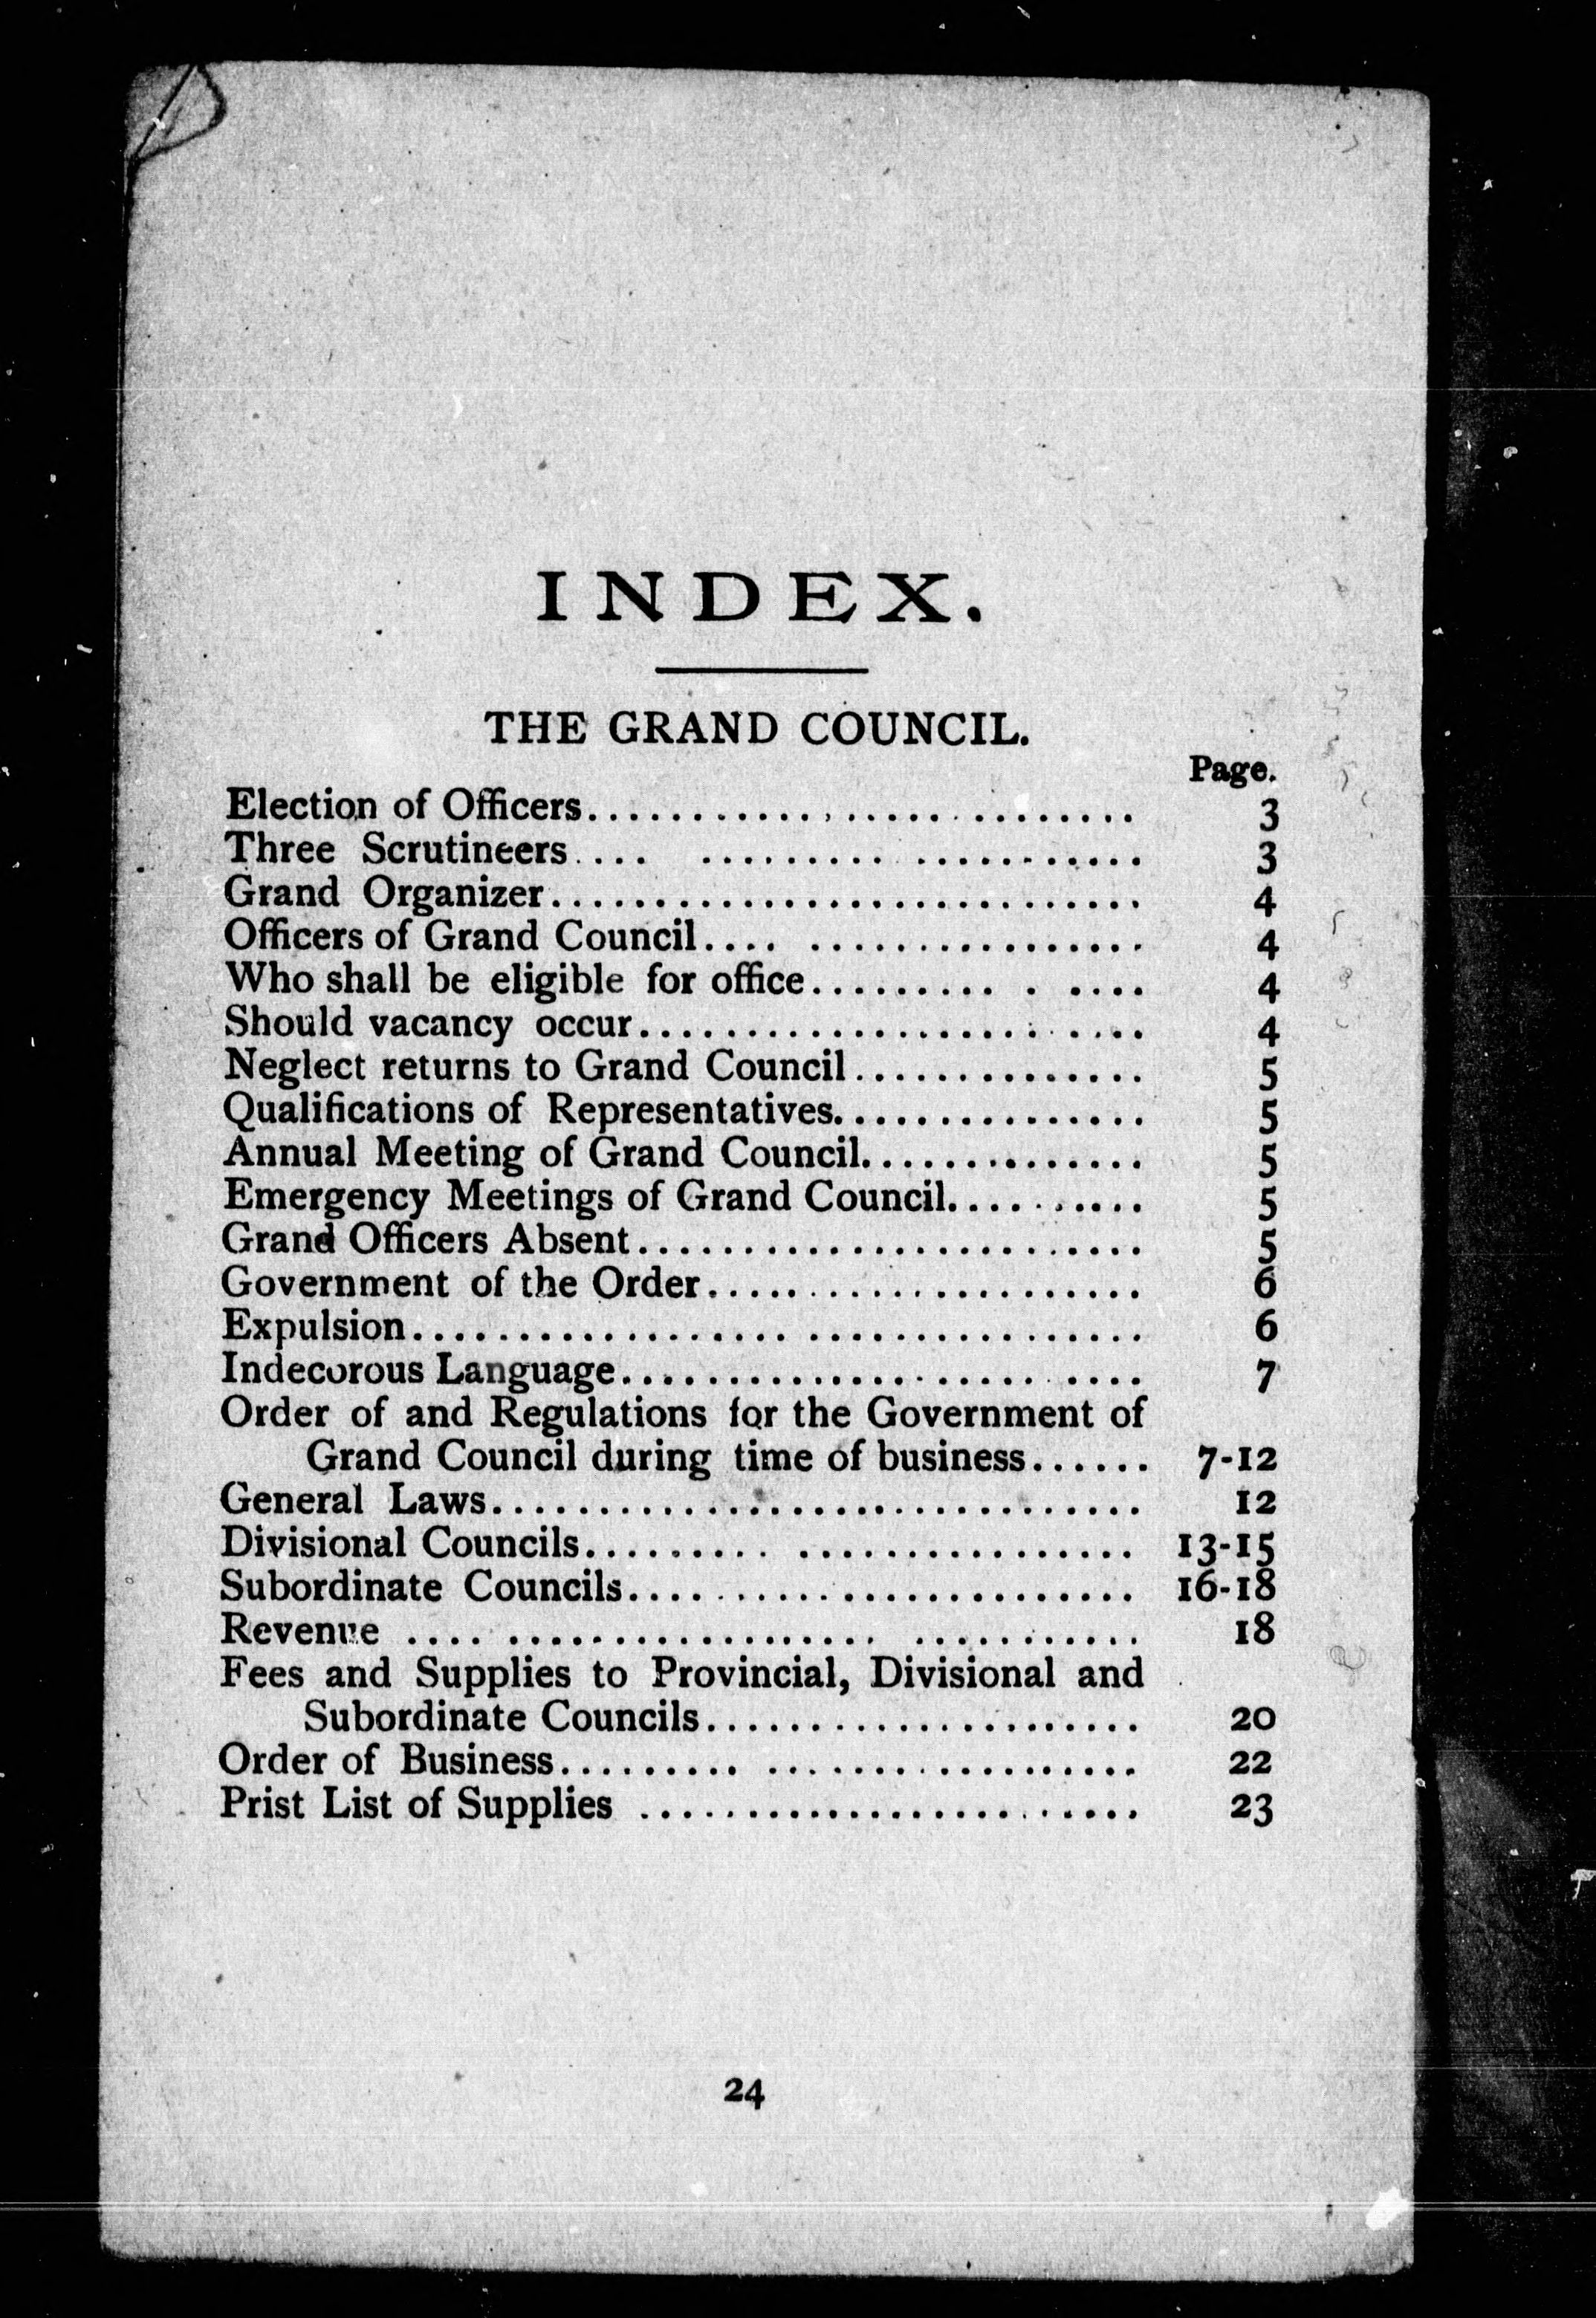 INDEX.
THE GRAND COUNCIL.
Page.
Election of Officers.......................... 3
Three Scrutineers.... .................... 3
Grand Organizer............................ 4
Officers of Grand Council.... ................ 4
Who shall be eligible for office......... . .... 4
Should vacancy occur........................ 4
Neglect returns to Grand Council.............. 5
Qualifications of Representatives............... 5
Annual Meeting of Grand Council.............. 5
Emergency Meetings of Grand Council.......... 5
Grand Officers Absent........................ 5
Government of the Order..................... 6
Expulsion.................. ................ 6
Indecorous Language......................... 7
Order of and Regulations for the Government of
Grand Council during time of business...... 7-12
General Laws............................... 12
Divisional Councils......... ................ 13-15
Subordinate Councils........................ 16-18
Revenue .... .................. ........... 18
Fees and Supplies to Provincial, Divisional and
Subordinate Councils..................... 20
Order of Business......... .................. 22
Prist List of Supplies ........................ 23
24